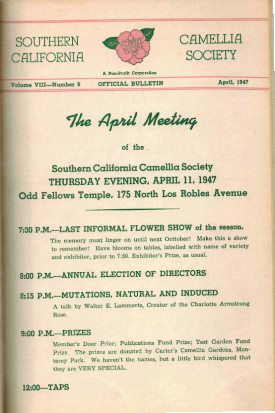 SOUTHERN
CALIFORNIA
CAMELLIA
SOCIETY
A Non-Profit Corporation
Volume VIII—Number 8 OFFICIAL BULLETIN April, 1947
The April Meeting
of the
Southern California Camellia Society
THURSDAY EVENING, APRIL 11, 1947
Odd Fellows Temple, 175 North Los Robles Avenue
7:30 P.M.—LAST INFORMAL FLOWER SHOW of the season.
The memory must linger on until next October! Make this a show
to remember! Have blooms on tables, labelled with name of variety
and exhibitor, prior to 7:30. Exhibitor's Prize, as usual.
8:00 P.M.—ANNUAL ELECTION OF DIRECTORS
8:15 P.M.—MUTATIONS, NATURAL AND INDUCED
A talk by Walter E. Lammerts, Creator of the Charlotte Armstrong
Rose.
9:00 P.M.—PRIZES
Member's Door Prize; Publications Fund Prize; Test Garden Fund
Prize. The prizes are donated by Carter's Camellia Gardens, Mon-
terey Park. We haven't the names, but a little bird whispered that
they are VERY SPECIAL.
12:00—TAPS